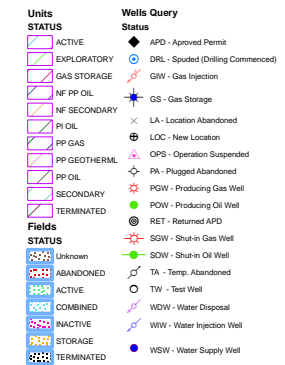 Units
STATUS
ACTIVE
EXPLORATORY
GAS STORAGE
NF PP OIL
NF SECONDARY
PI OIL
PP GAS
PP GEOTHERML
PP OIL
SECONDARY
TERMINATED
Fields
STATUS
Unknown
ABANDONED
ACTIVE
COMBINED
INACTIVE
STORAGE
TERMINATED
Wells Query
Status
APD - Aproved Permit
DRL - Spuded (Drilling Commenced)
GIW - Gas Injection
GS - Gas Storage
LA - Location Abandoned
LOC - New Location
OPS - Operation Suspended
PA - Plugged Abandoned
PGW - Producing Gas Well
POW - Producing Oil Well
RET - Returned APD
SGW - Shut-in Gas Well
SOW - Shut-in Oil Well
TA - Temp. Abandoned
TW - Test Well
WDW - Water Disposal
WIW - Water Injection Well
WSW - Water Supply Well